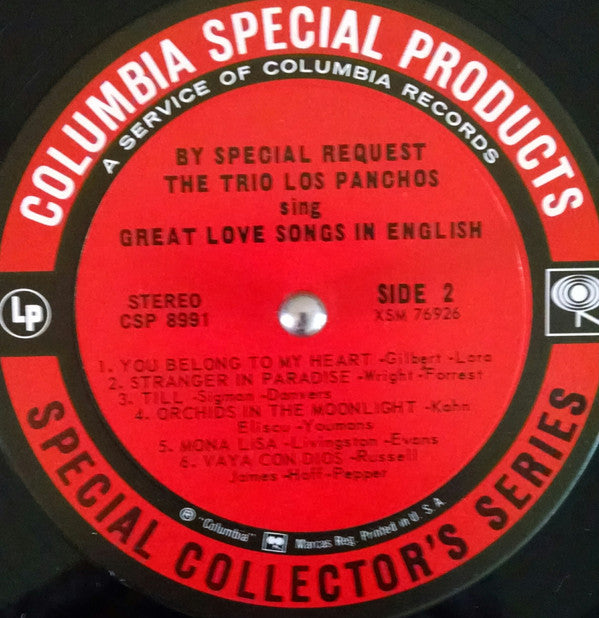 COLUMBIA SPECIAL PRODUCTS
A SERVICE OF COLUMBIA RECORDS
BY SPECIAL REQUEST
THE TRIO LOS PANCHOS
sing
GREAT LOVE SONGS IN ENGLISH
LP
STEREO
CSP 8991
SIDE 2
XSM 76926
1. YOU BELONG TO MY HEART -Gilbert -Lara
2. STRANGER IN PARADISE -Wright -Forrest
3. TILL -Sigman -Danvers
4. ORCHIDS IN THE MOONLIGHT -Kahn
Eliscu -Youmans
5. MONA LISA -Livingston -Evans
6. VAYA CON DIOS -Russell
James -Hoff -Pepper
Ⓟ "Columbia" Marcas Reg. Printed in U. S. A.
SPECIAL COLLECTOR'S SERIES